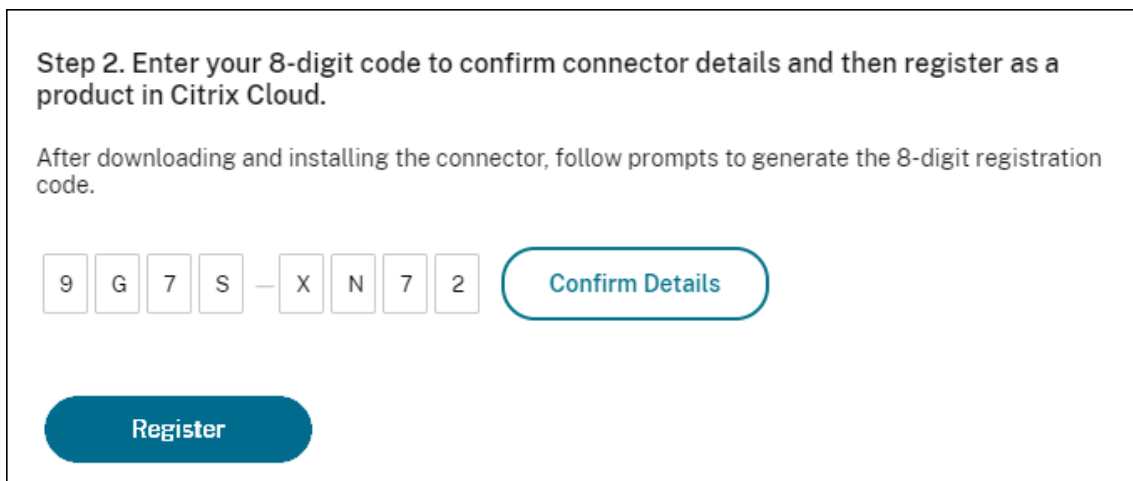 Step 2. Enter your 8-digit code to confirm connector details and then register as a
product in Citrix Cloud.
After downloading and installing the connector, follow prompts to generate the 8-digit registration
code.
9 G 7 S — X N 7 2 Confirm Details
Register